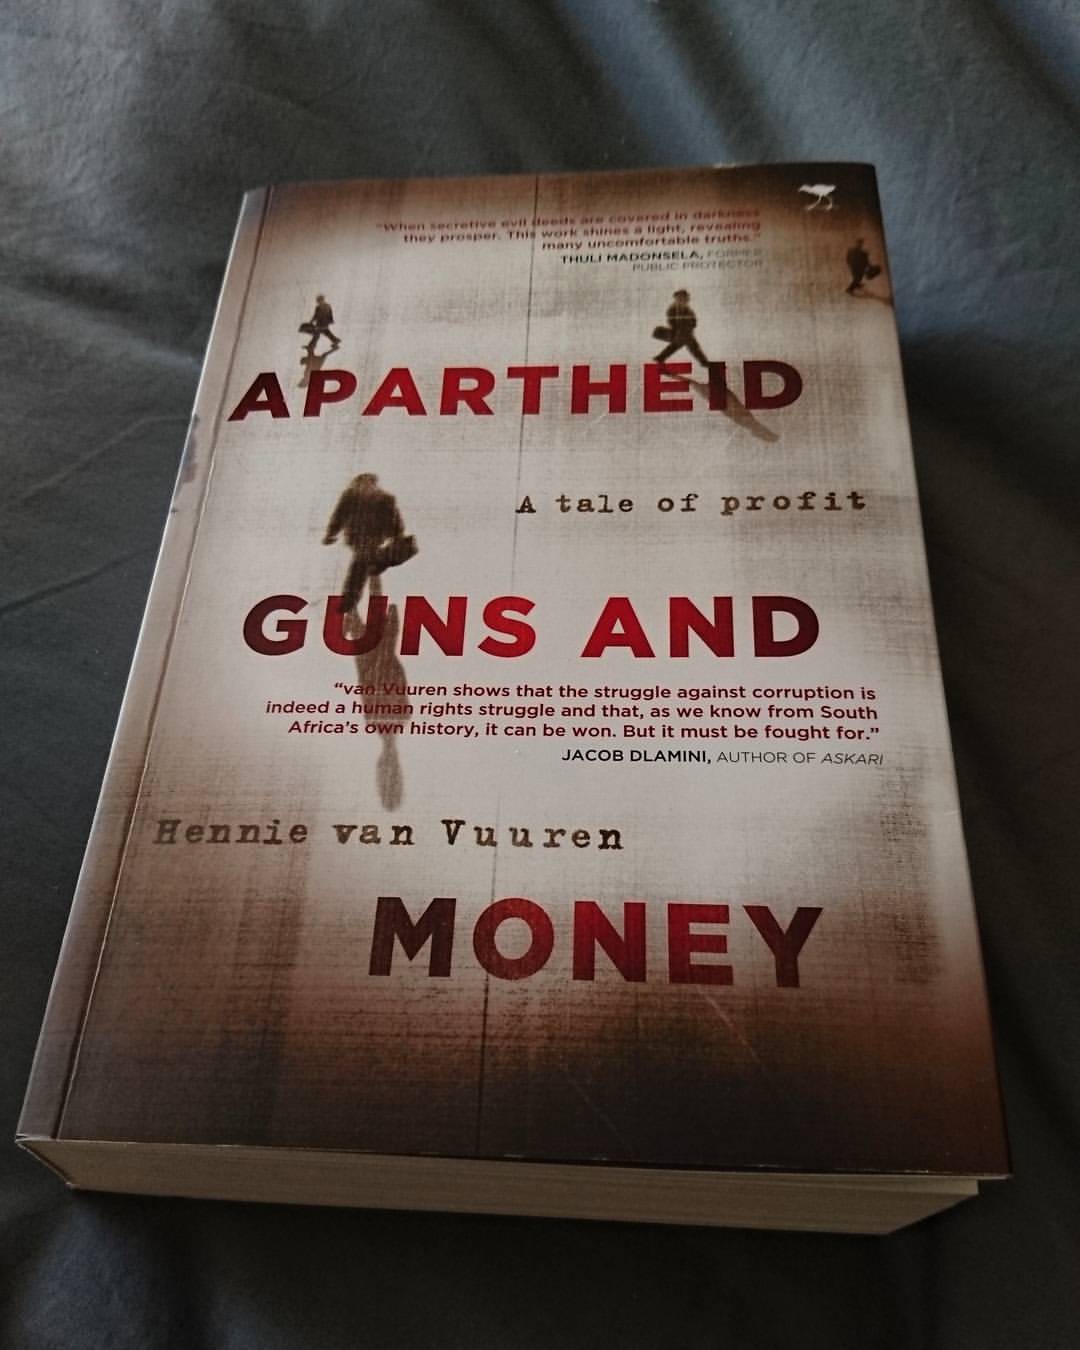 "When secretive evil deeds are covered in darkness
they prosper. This work shines a light, revealing
many uncomfortable truths."
THULI MADONSELA, FORMER
PUBLIC PROTECTOR
APARTHEID
A tale of profit
GUNS AND
"van Vuuren shows that the struggle against corruption is
indeed a human rights struggle and that, as we know from South
Africa's own history, it can be won. But it must be fought for."
JACOB DLAMINI, AUTHOR OF ASKARI
Hennie van Vuuren
MONEY